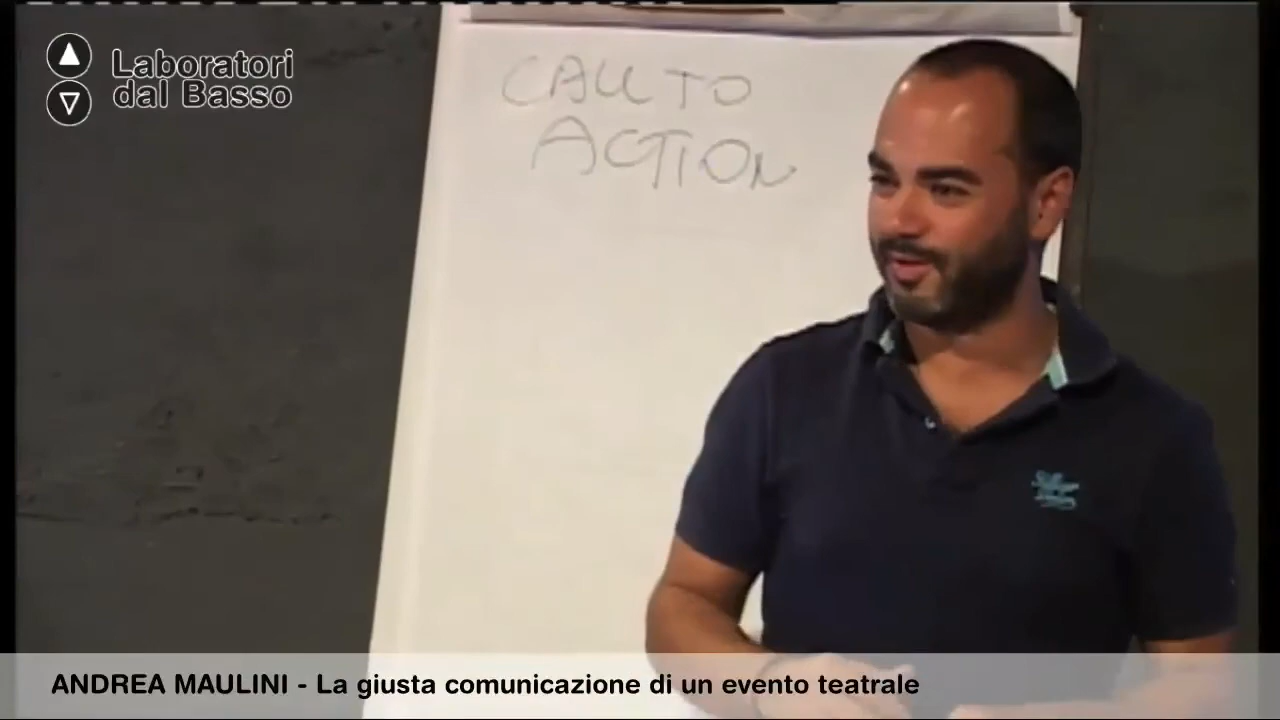 Laboratori
dal Basso
CALL TO
ACTION
ANDREA MAULINI - La giusta comunicazione di un evento teatrale